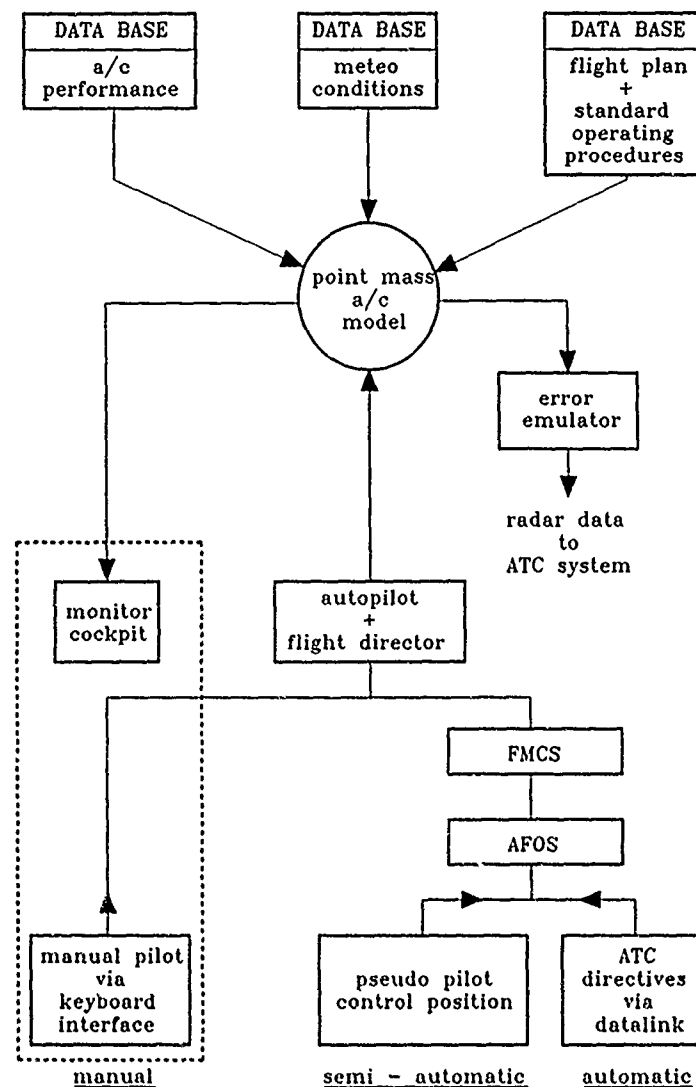 DATA BASE
a/c
performance
DATA BASE
meteo
conditions
DATA BASE
flight plan
+
standard
operating
procedures
point mass
a/c
model
error
emulator
radar data
to
ATC system
monitor
cockpit
autopilot
+
flight director
FMCS
AFOS
manual pilot
via
keyboard
interface
pseudo pilot
control position
ATC
directives
via
datalink
manual
semi - automatic
automatic